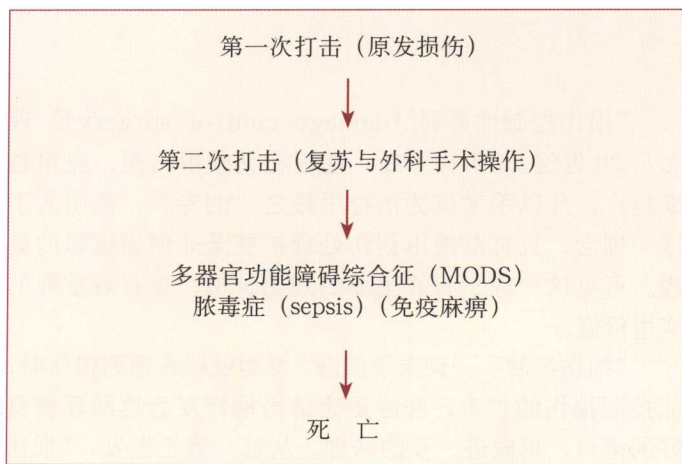 第一次打击（原发损伤）
第二次打击（复苏与外科手术操作）
多器官功能障碍综合征（MODS）
脓毒症（sepsis）（免疫麻痹）
死 亡